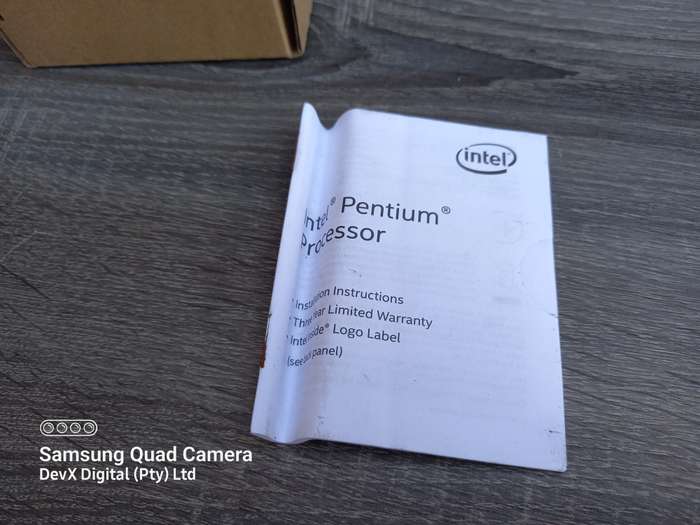 intel
Intel® Pentium®
Processor
* Installation Instructions
* Three Year Limited Warranty
* Intel Inside® Logo Label
(see back panel)
Samsung Quad Camera
DevX Digital (Pty) Ltd